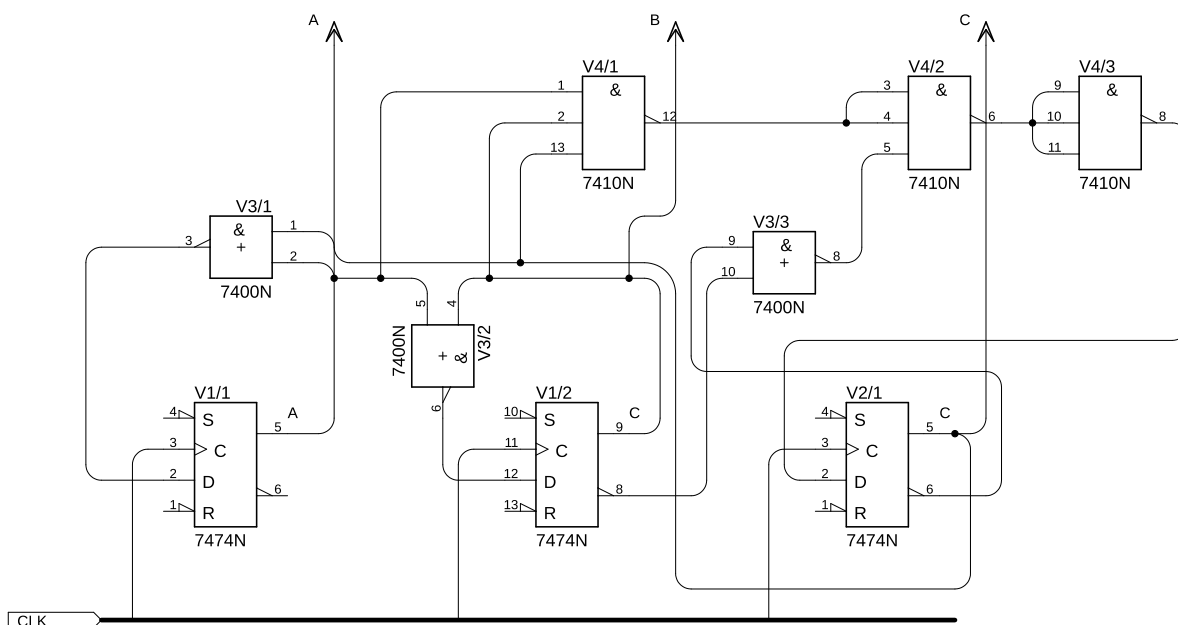 A
B
C
V4/1
V4/2
V4/3
1
&
2
12
13
7410N
3
&
4
6
5
7410N
9
&
10
8
11
7410N
V3/1
&
+
3
1
2
7400N
V3/3
9
&
+
8
10
7400N
5
4
7400N
+
&
V3/2
6
V1/1
4
S
A
5
3
C
2
D
6
1
R
7474N
V1/2
10
S
C
9
11
C
12
D
8
13
R
7474N
V2/1
4
S
C
5
3
C
2
D
6
1
R
7474N
CLK